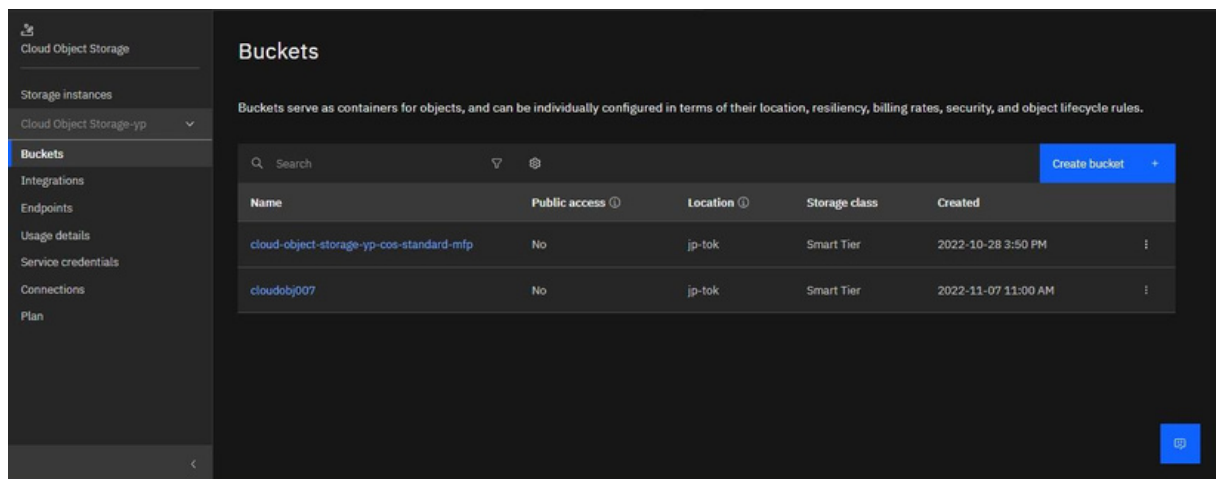 Cloud Object Storage
Storage instances
Cloud Object Storage-yp
Buckets
Integrations
Endpoints
Usage details
Service credentials
Connections
Plan
Buckets
Buckets serve as containers for objects, and can be individually configured in terms of their location, resiliency, billing rates, security, and object lifecycle rules.
Search
Create bucket +
Name Public access Location Storage class Created
cloud-object-storage-yp-cos-standard-mfp No jp-tok Smart Tier 2022-10-28 3:50 PM
cloudobj007 No jp-tok Smart Tier 2022-11-07 11:00 AM